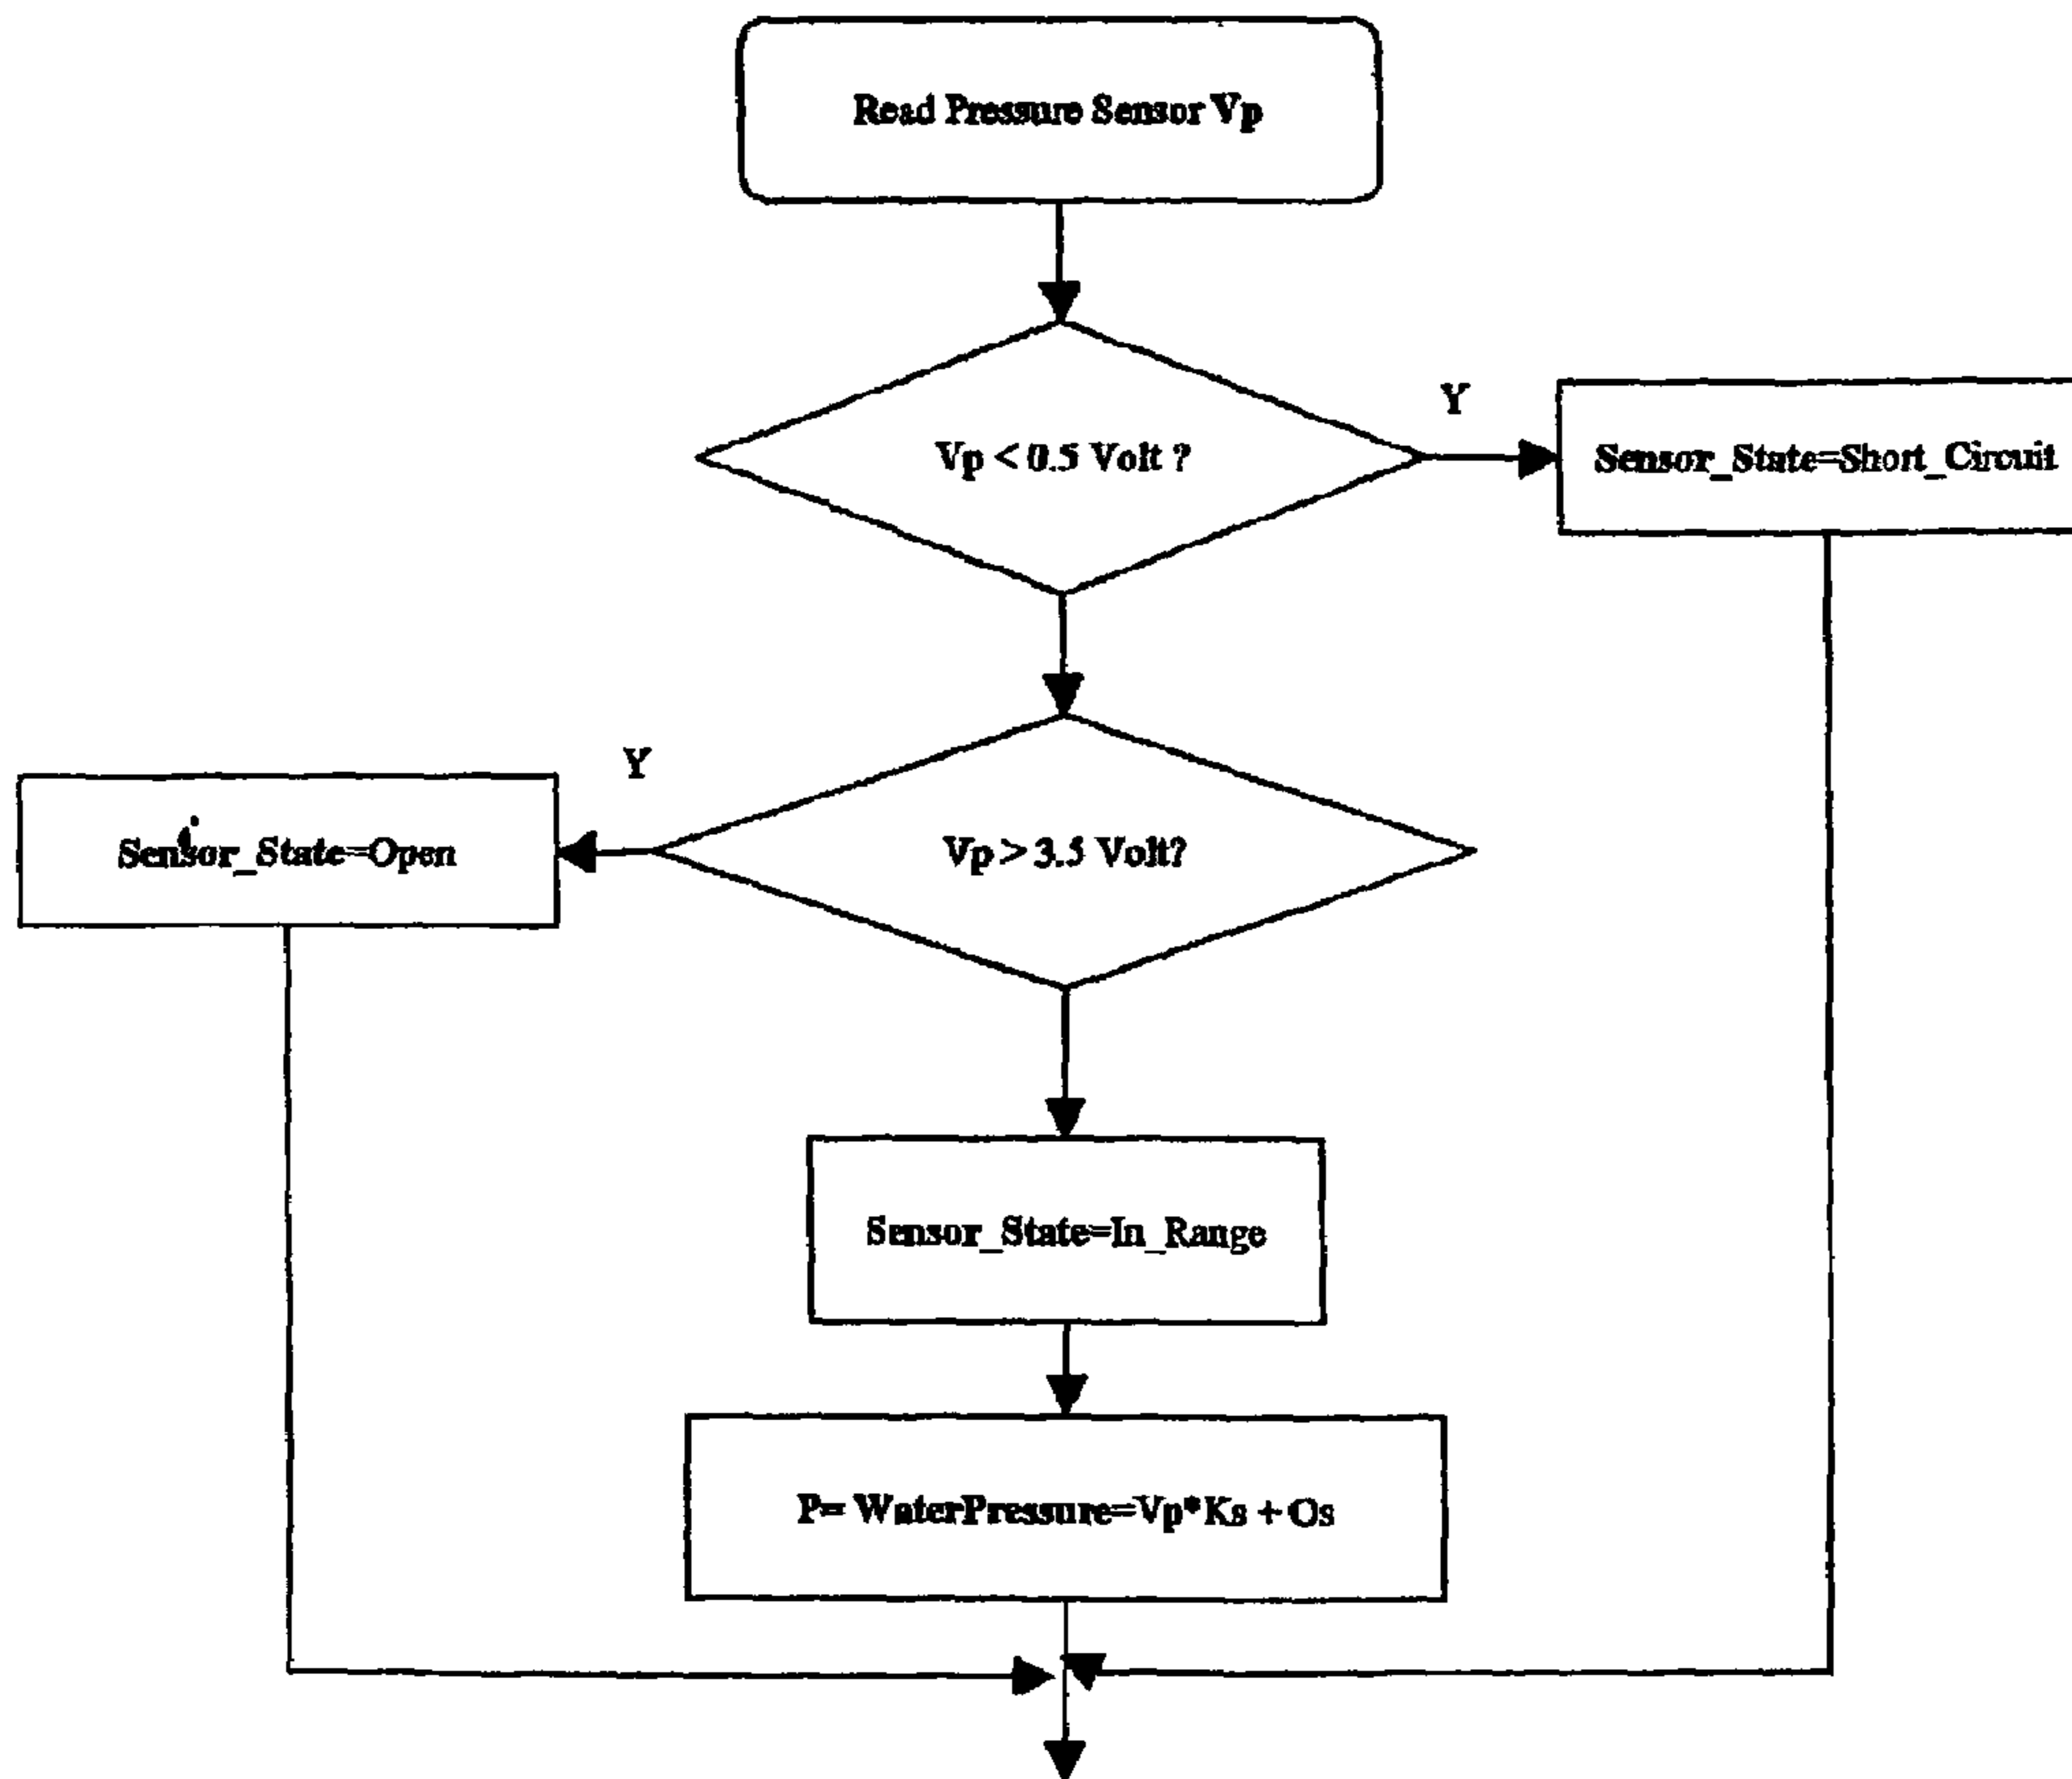 Read Pressure Sensor Vp
Vp < 0.5 Volt ?
Y
Sensor_State=Short_Circuit
Y
Vp > 3.5 Volt?
Sensor_State=Open
Sensor_State=In_Range
P= WaterPressure=Vp*Ks + Os